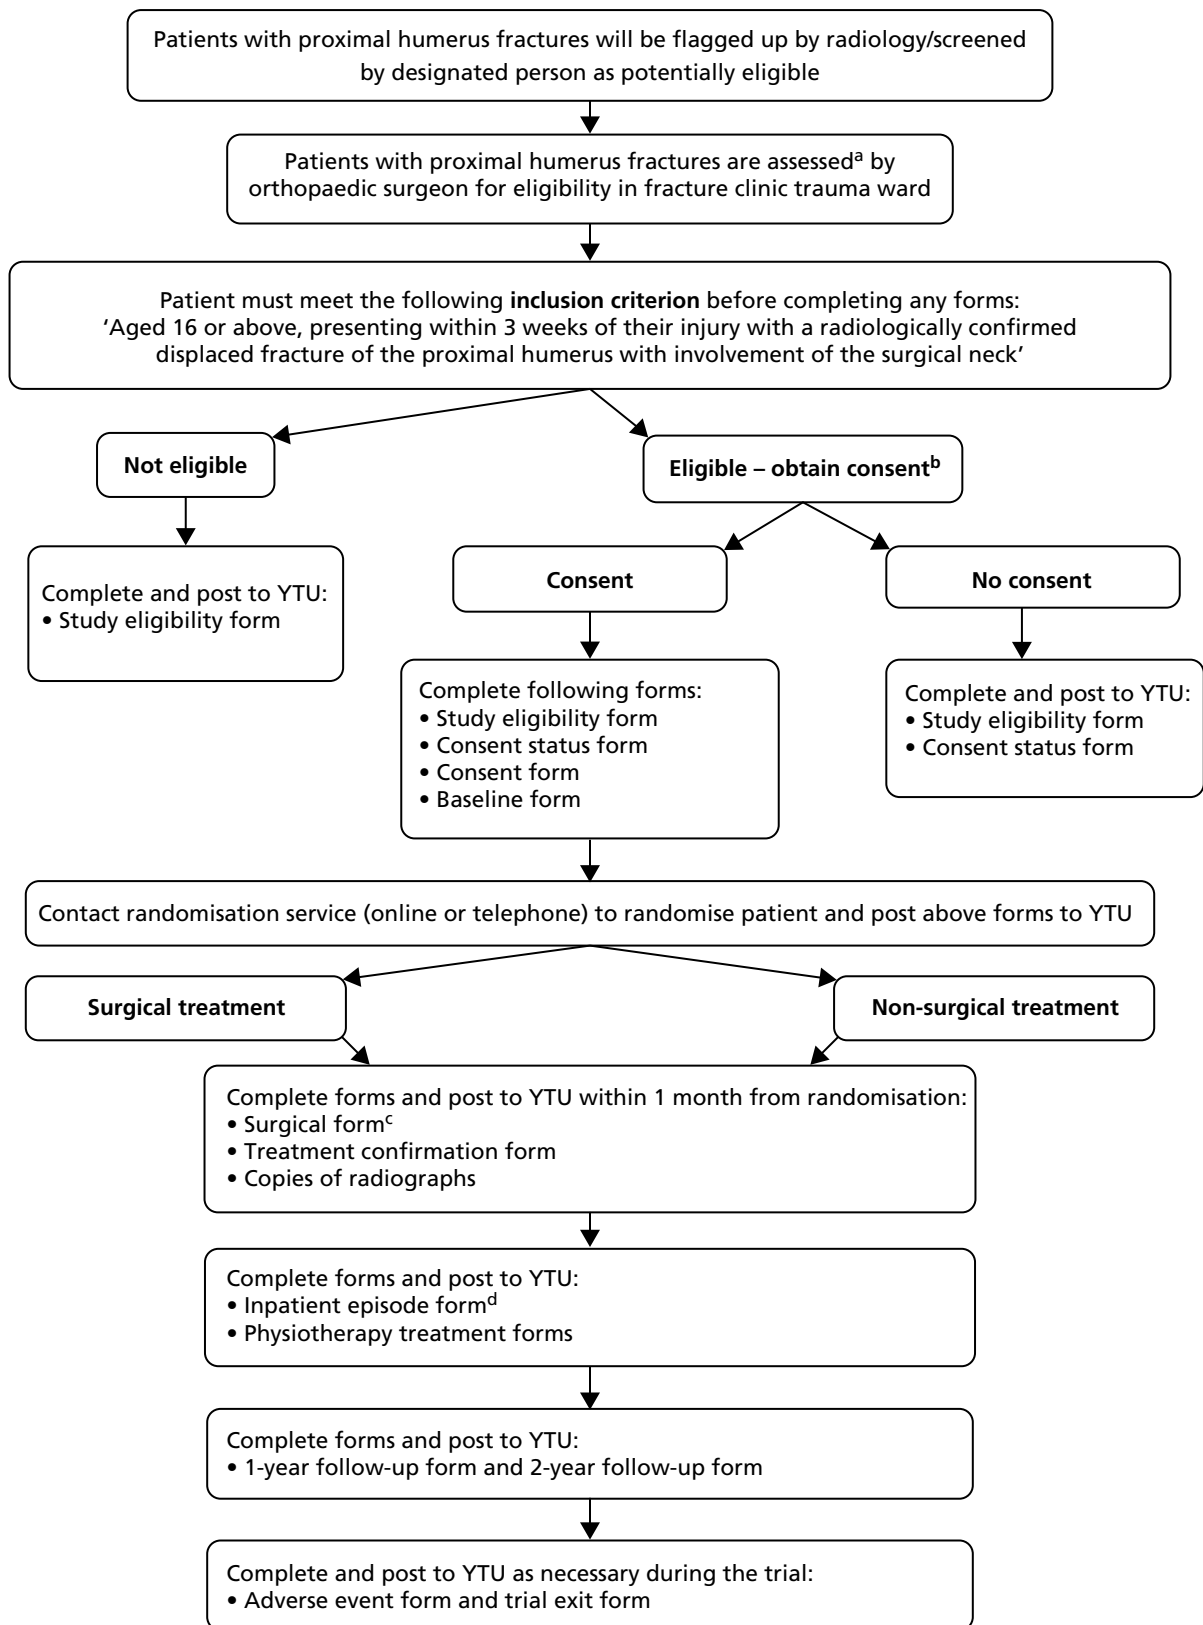 Patients with proximal humerus fractures will be flagged up by radiology/screened
by designated person as potentially eligible
Patients with proximal humerus fractures are assessedᵃ by
orthopaedic surgeon for eligibility in fracture clinic trauma ward
Patient must meet the following inclusion criterion before completing any forms:
‘Aged 16 or above, presenting within 3 weeks of their injury with a radiologically confirmed
displaced fracture of the proximal humerus with involvement of the surgical neck’
Not eligible
Eligible – obtain consentᵇ
Complete and post to YTU:
• Study eligibility form
Consent
No consent
Complete following forms:
• Study eligibility form
• Consent status form
• Consent form
• Baseline form
Complete and post to YTU:
• Study eligibility form
• Consent status form
Contact randomisation service (online or telephone) to randomise patient and post above forms to YTU
Surgical treatment
Non-surgical treatment
Complete forms and post to YTU within 1 month from randomisation:
• Surgical formᶜ
• Treatment confirmation form
• Copies of radiographs
Complete forms and post to YTU:
• Inpatient episode formᵈ
• Physiotherapy treatment forms
Complete forms and post to YTU:
• 1-year follow-up form and 2-year follow-up form
Complete and post to YTU as necessary during the trial:
• Adverse event form and trial exit form